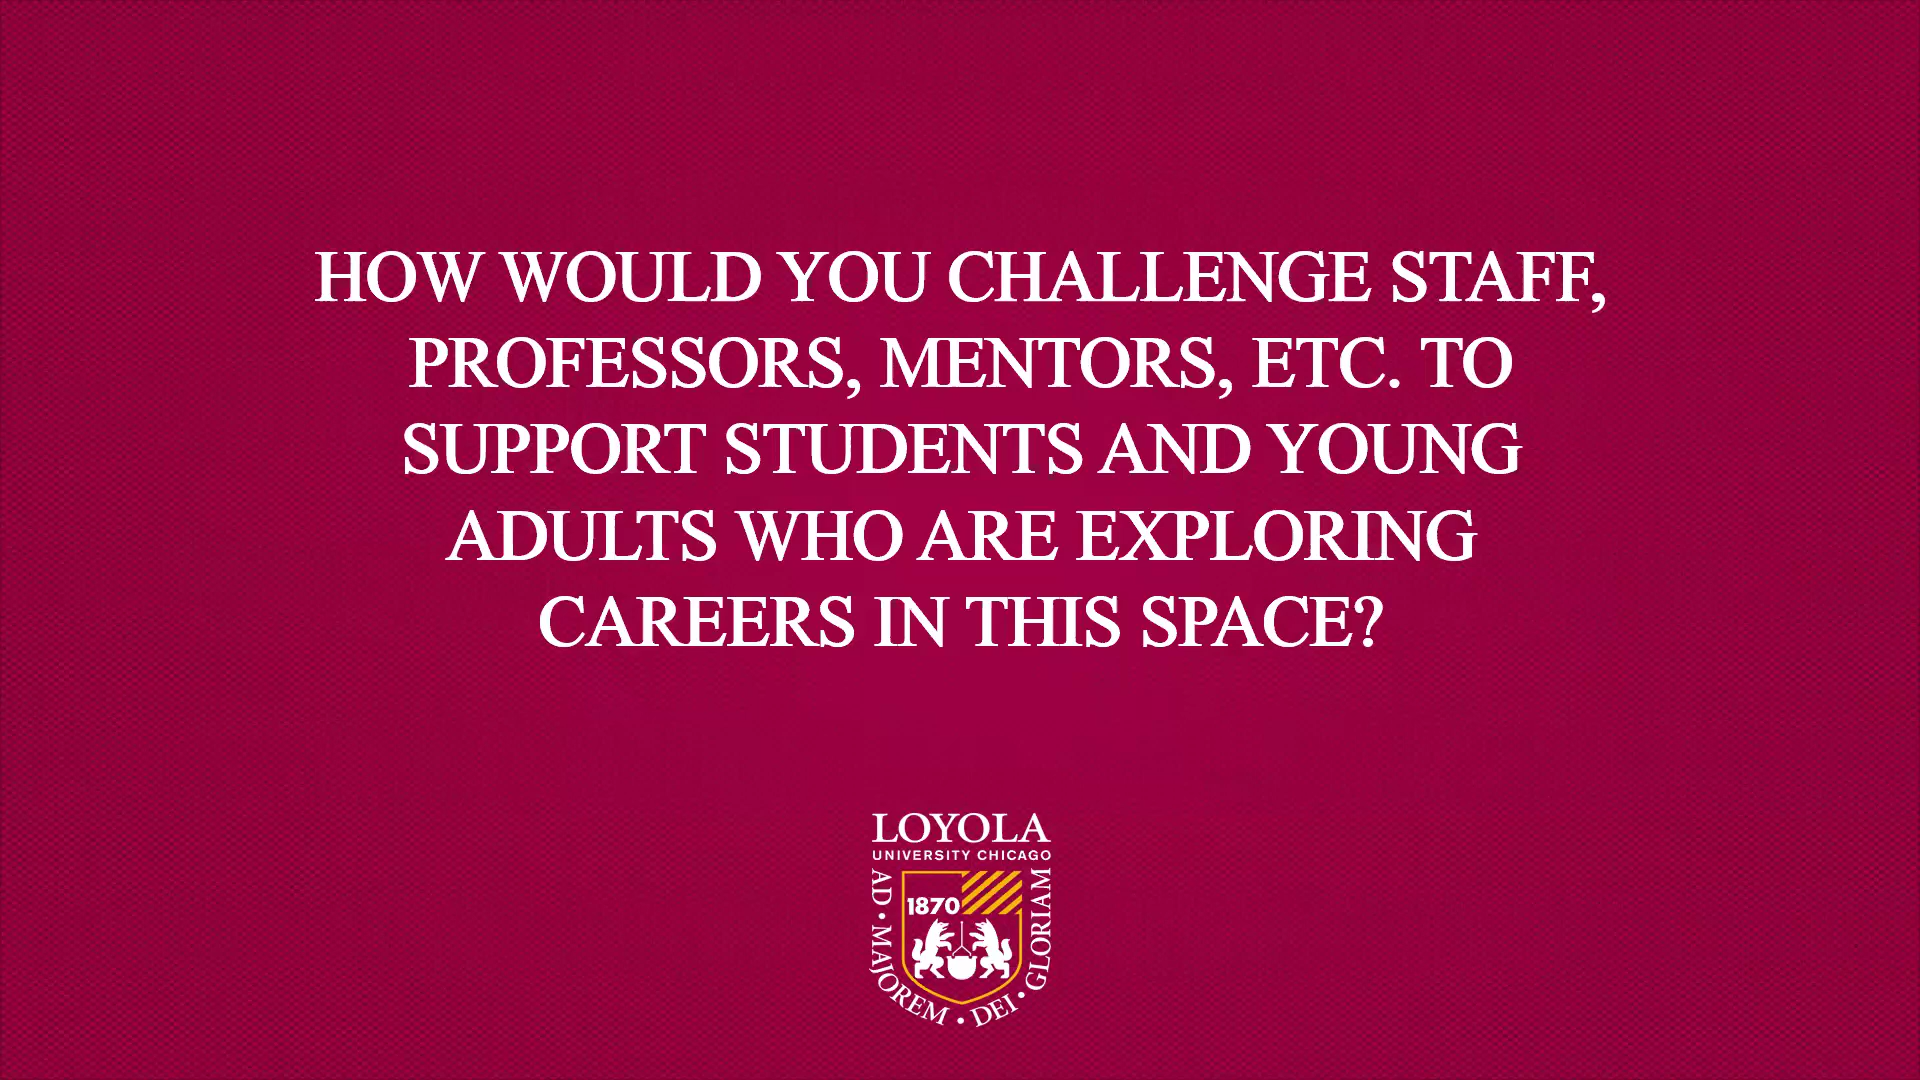 HOW WOULD YOU CHALLENGE STAFF,
PROFESSORS, MENTORS, ETC. TO
SUPPORT STUDENTS AND YOUNG
ADULTS WHO ARE EXPLORING
CAREERS IN THIS SPACE?
LOYOLA
UNIVERSITY CHICAGO
AD • MAJOREM • DEI • GLORIAM
1870